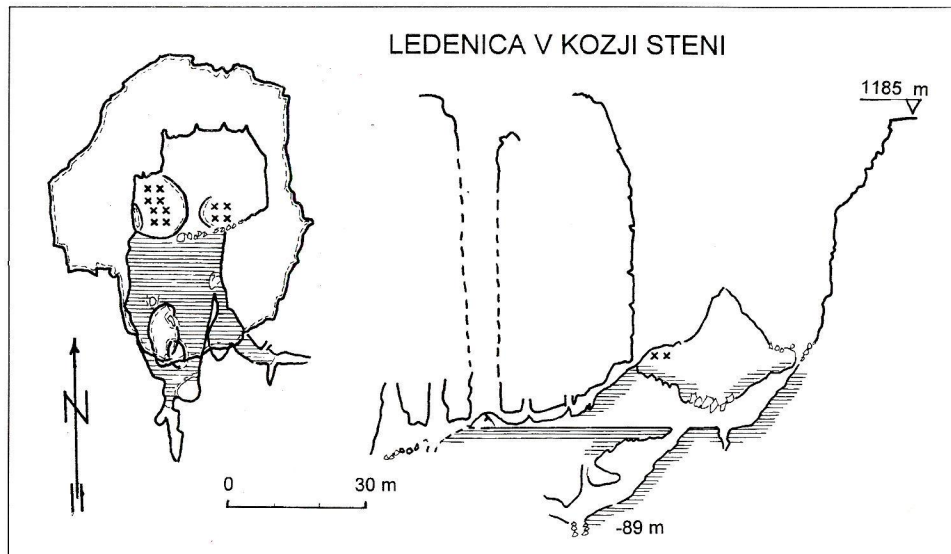 LEDENICA V KOZJI STENI
1185 m
N
0 30 m
-89 m